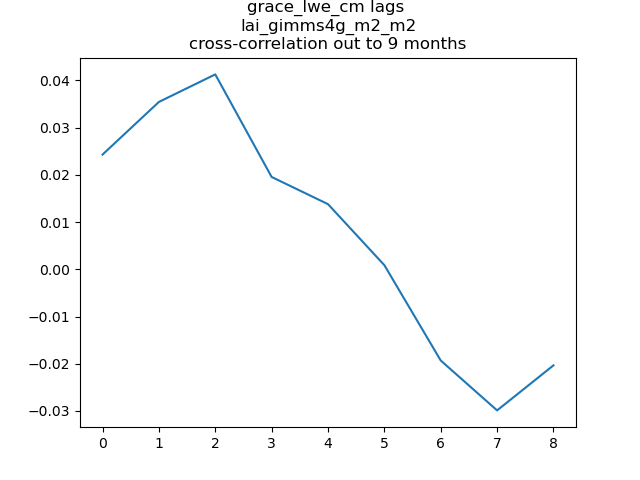 grace_lwe_cm lags
lai_gimms4g_m2_m2
cross-correlation out to 9 months
0.04
0.03
0.02
0.01
0.00
−0.01
−0.02
−0.03
0 1 2 3 4 5 6 7 8